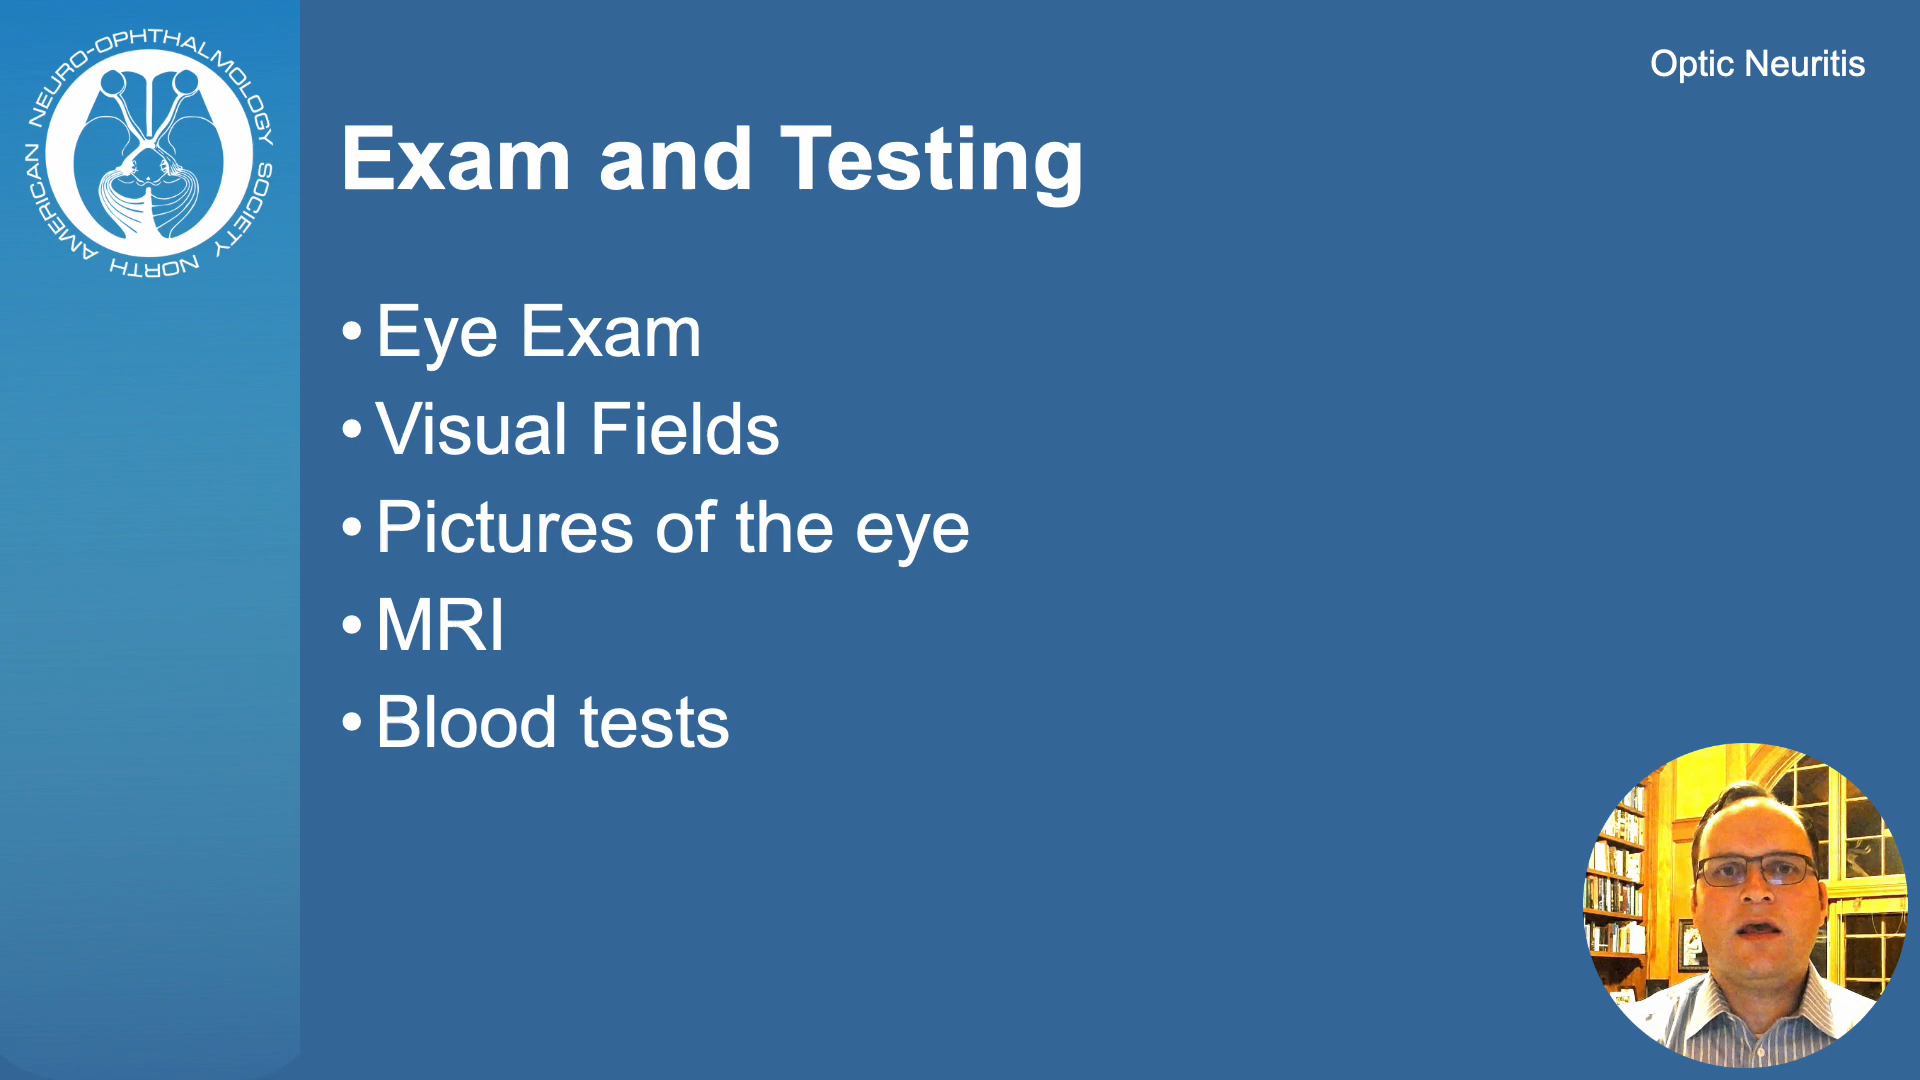 NORTH AMERICAN NEURO-OPHTHALMOLOGY SOCIETY
Optic Neuritis
Exam and Testing
• Eye Exam
• Visual Fields
• Pictures of the eye
• MRI
• Blood tests